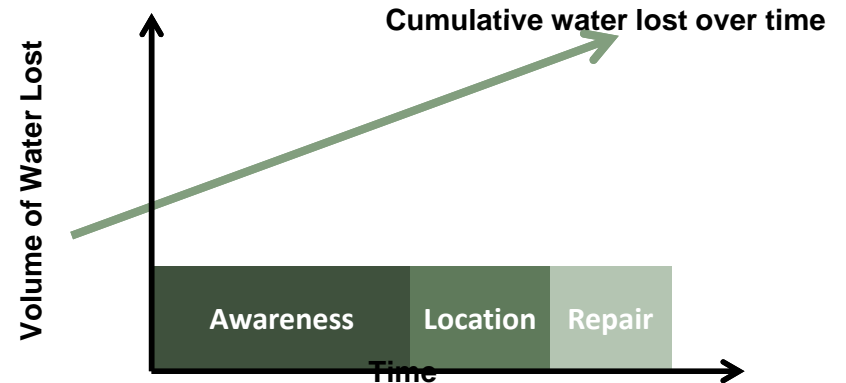 Cumulative water lost over time
Volume of Water Lost
Awareness
Location
Repair
Time